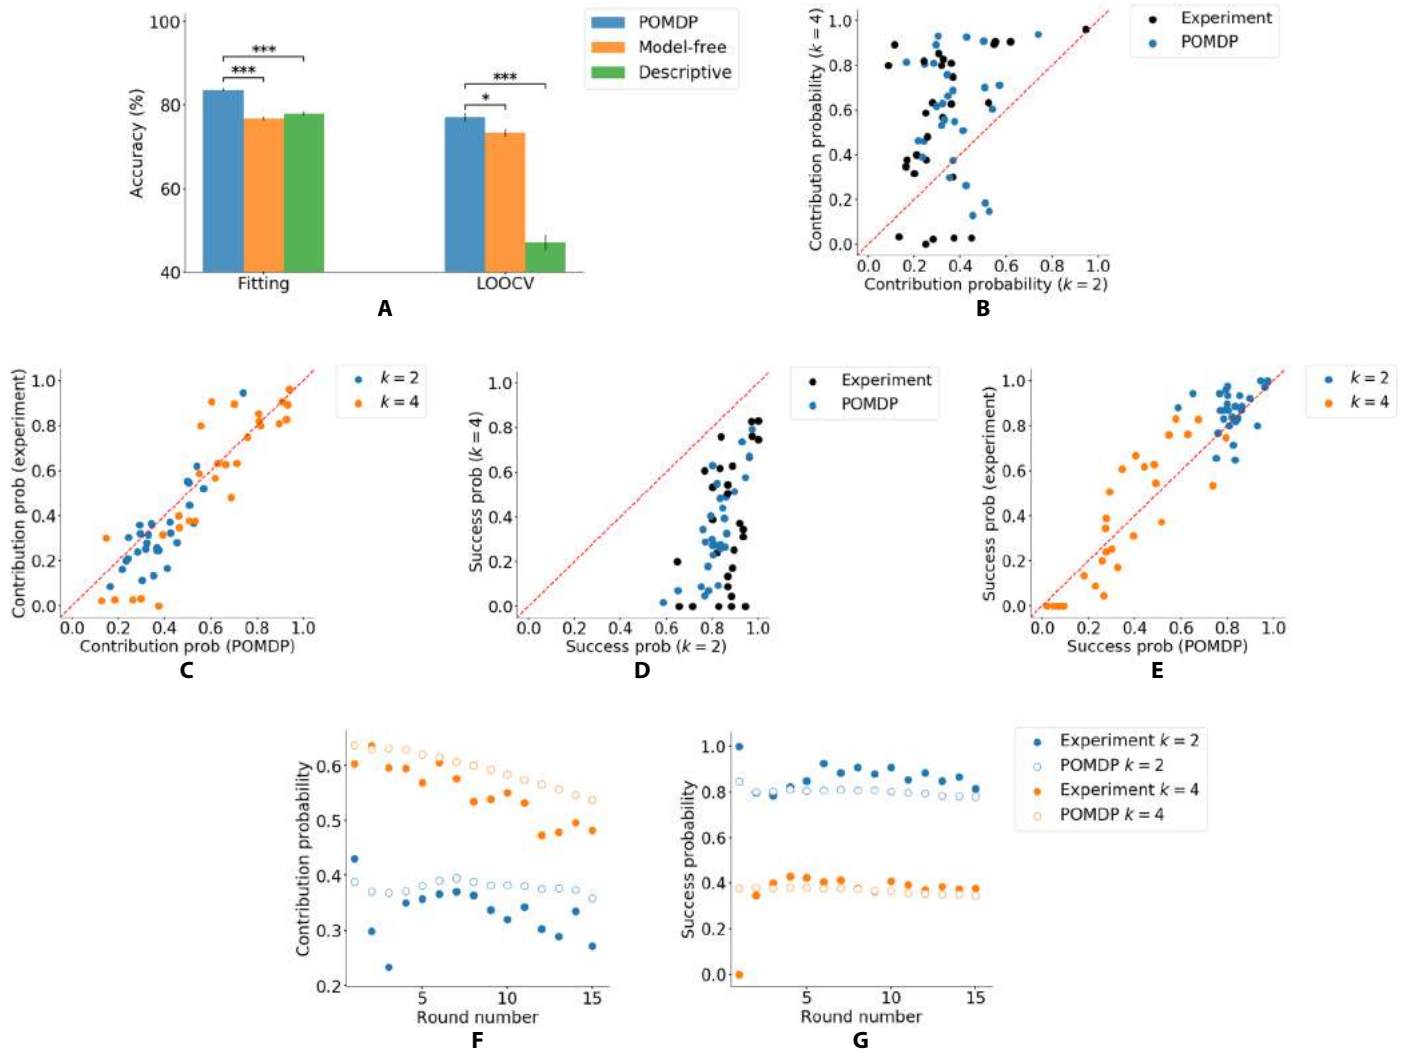 100
80
60
40
Accuracy (%)
***
***
***
*
Fitting
LOOCV
POMDP
Model-free
Descriptive
A
1.0
0.8
0.6
0.4
0.2
0.0
Contribution probability (k = 4)
0.0 0.2 0.4 0.6 0.8 1.0
Contribution probability (k = 2)
Experiment
POMDP
B
1.0
0.8
0.6
0.4
0.2
0.0
Contribution prob (experiment)
0.0 0.2 0.4 0.6 0.8 1.0
Contribution prob (POMDP)
k = 2
k = 4
C
1.0
0.8
0.6
0.4
0.2
0.0
Success prob (k = 4)
0.0 0.2 0.4 0.6 0.8 1.0
Success prob (k = 2)
Experiment
POMDP
D
1.0
0.8
0.6
0.4
0.2
0.0
Success prob (experiment)
0.0 0.2 0.4 0.6 0.8 1.0
Success prob (POMDP)
k = 2
k = 4
E
0.6
0.5
0.4
0.3
0.2
Contribution probability
5 10 15
Round number
F
1.0
0.8
0.6
0.4
0.2
0.0
Success probability
5 10 15
Round number
Experiment k = 2
POMDP k = 2
Experiment k = 4
POMDP k = 4
G